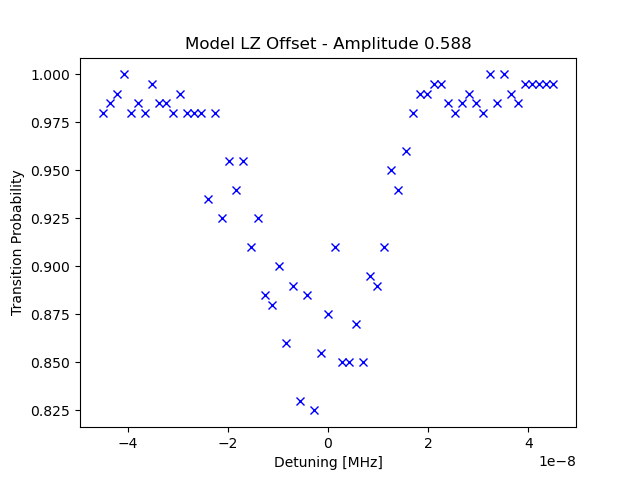 Model LZ Offset - Amplitude 0.588
Transition Probability
1.000
0.975
0.950
0.925
0.900
0.875
0.850
0.825
−4 −2 0 2 4
1e−8
Detuning [MHz]